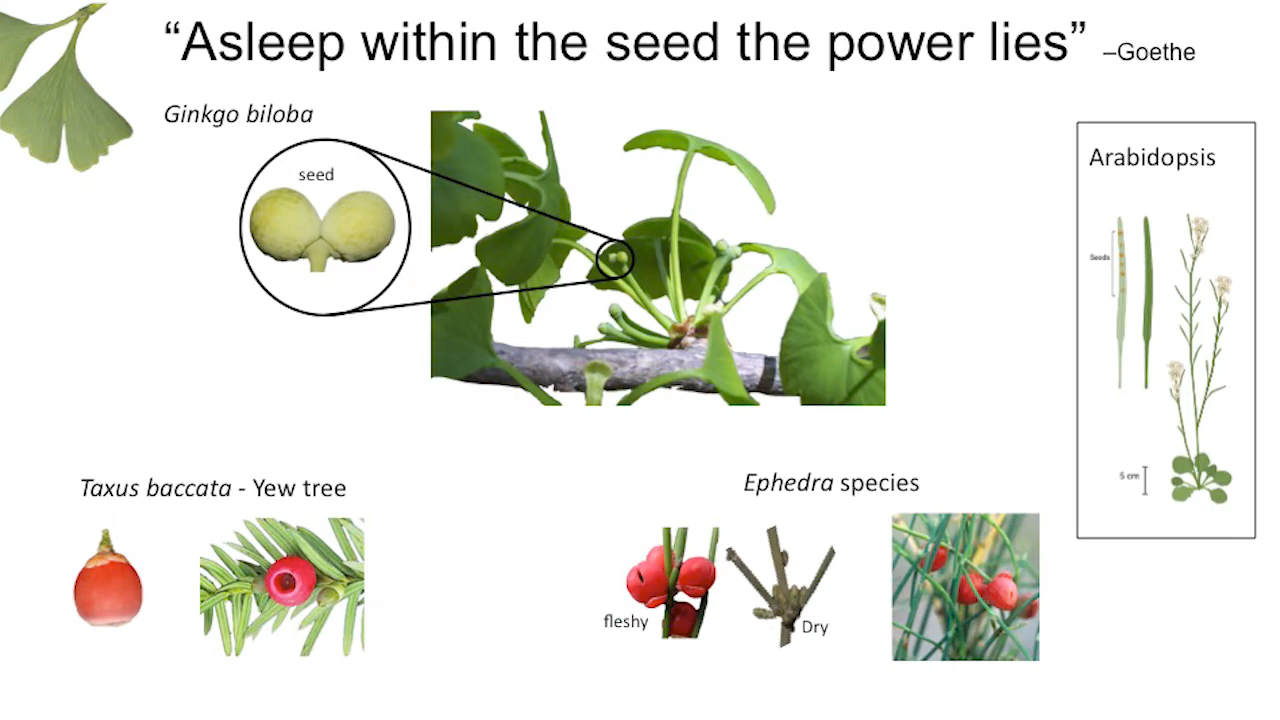 “Asleep within the seed the power lies” –Goethe
Ginkgo biloba
seed
Arabidopsis
Seeds
5 cm
Taxus baccata - Yew tree
Ephedra species
fleshy
Dry